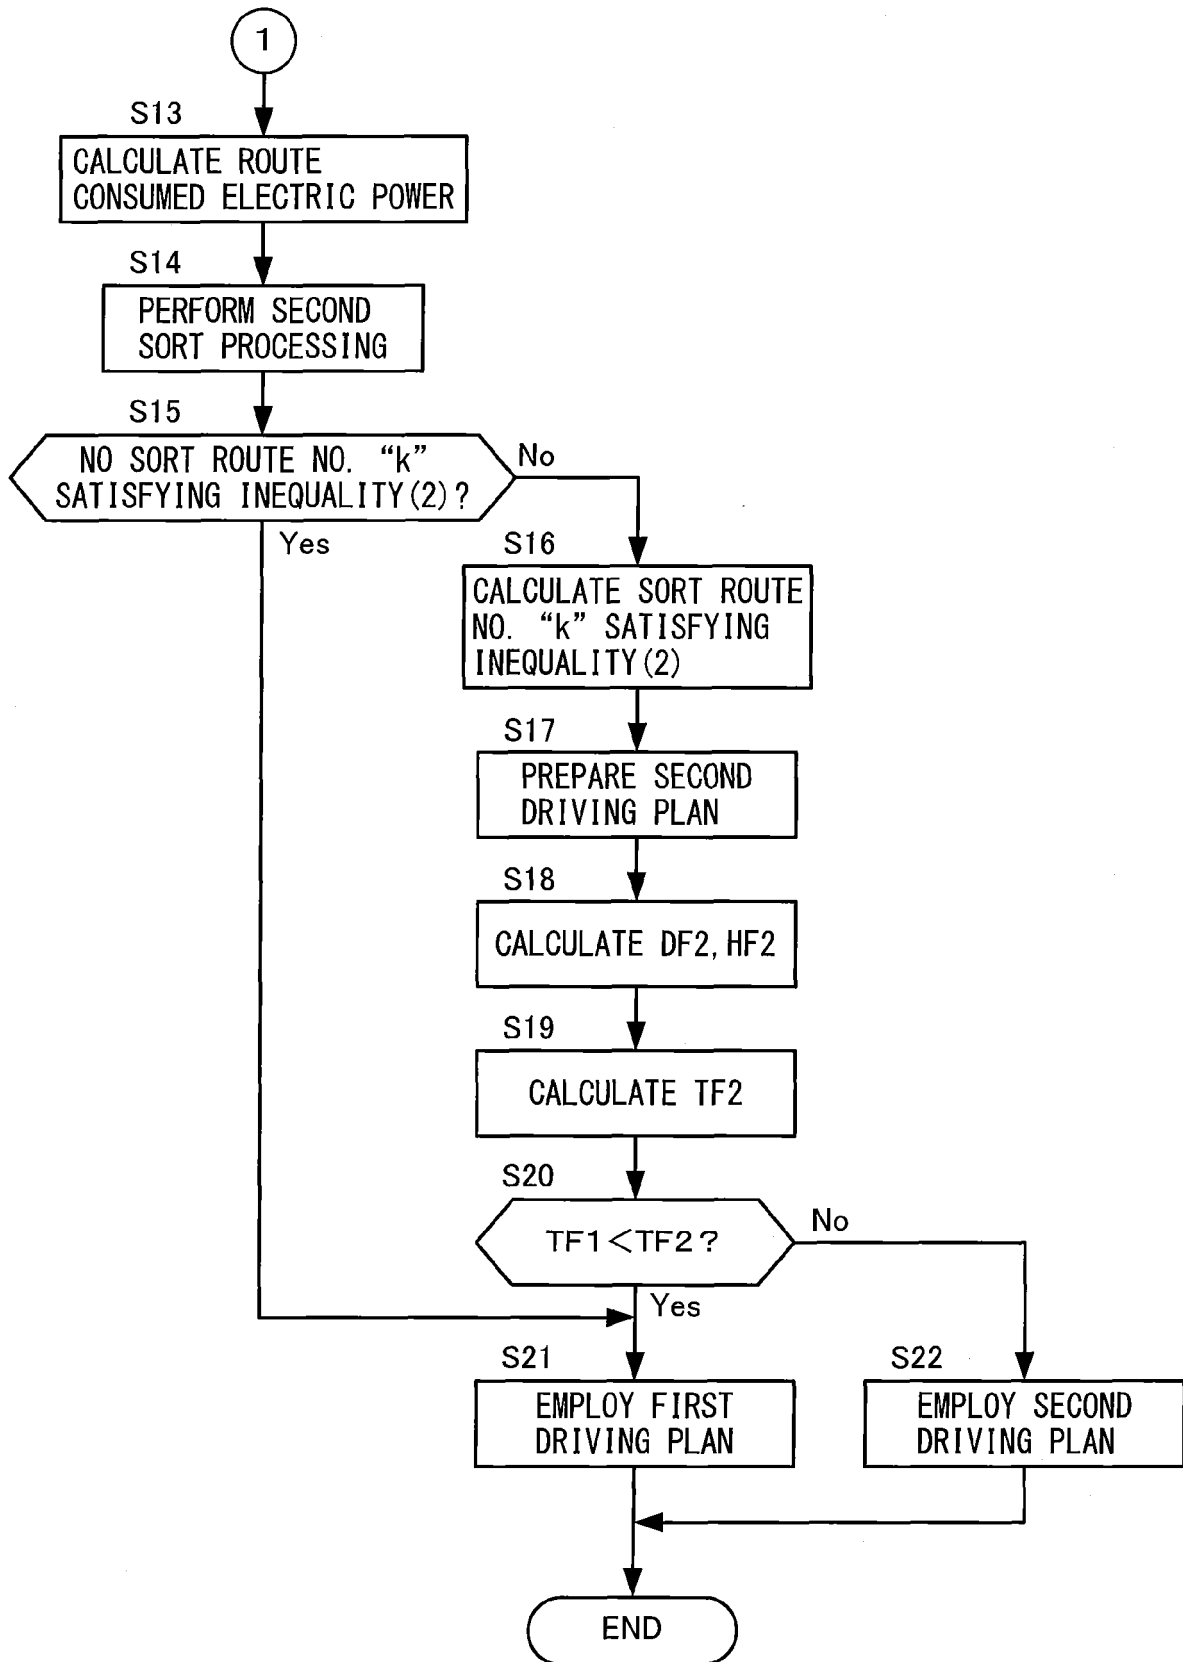 1
S13
CALCULATE ROUTE
CONSUMED ELECTRIC POWER
S14
PERFORM SECOND
SORT PROCESSING
S15
NO SORT ROUTE NO. “k”
SATISFYING INEQUALITY(2)?
No
Yes
S16
CALCULATE SORT ROUTE
NO. “k” SATISFYING
INEQUALITY(2)
S17
PREPARE SECOND
DRIVING PLAN
S18
CALCULATE DF2, HF2
S19
CALCULATE TF2
S20
TF1<TF2?
No
Yes
S21
EMPLOY FIRST
DRIVING PLAN
S22
EMPLOY SECOND
DRIVING PLAN
END